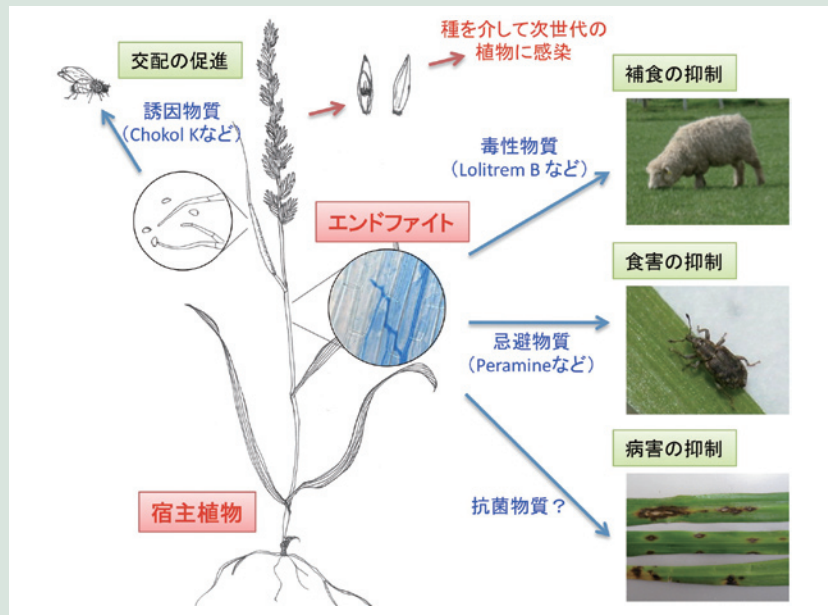 交配の促進
誘因物質
(Chokol Kなど)
種を介して次世代の
植物に感染
補食の抑制
毒性物質
(Lolitrem B など)
エンドファイト
食害の抑制
忌避物質
(Peramineなど)
病害の抑制
抗菌物質？
宿主植物